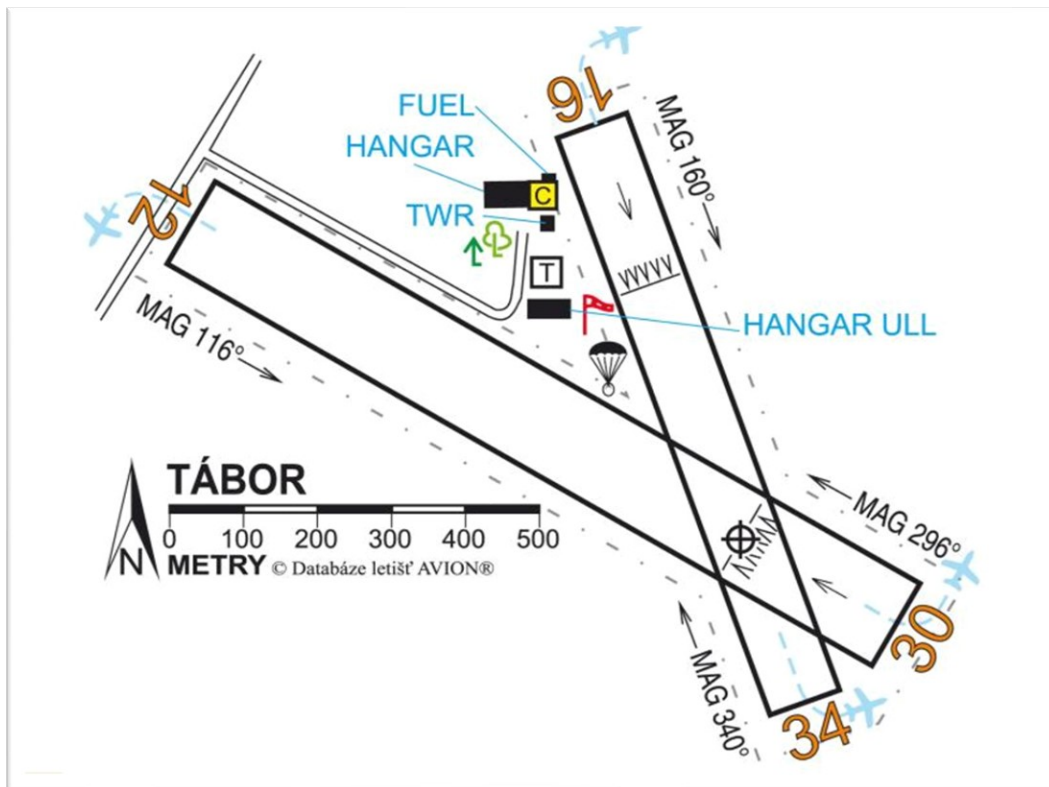 16
MAG 160°
FUEL
HANGAR
C
TWR
12
T
HANGAR ULL
MAG 116°
TÁBOR
0 100 200 300 400 500
N
METRY © Databáze letišť AVION®
MAG 296°
30
MAG 340°
34